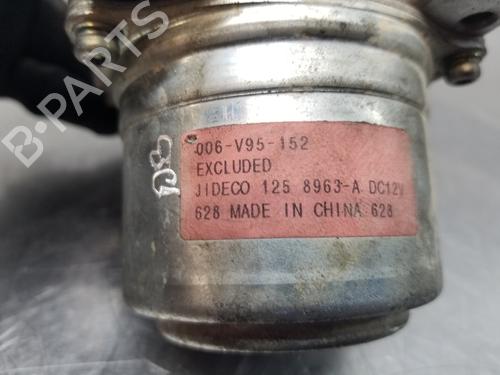 B-PARTS
006-V95-152
EXCLUDED
JIDECO 125 8963-A DC12V
628 MADE IN CHINA 628